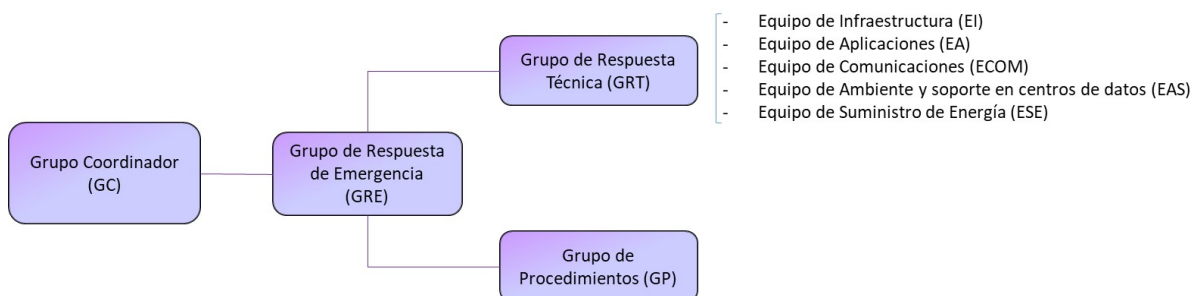 Grupo Coordinador
(GC)
Grupo de Respuesta
de Emergencia
(GRE)
Grupo de Respuesta
Técnica (GRT)
- Equipo de Infraestructura (EI)
- Equipo de Aplicaciones (EA)
- Equipo de Comunicaciones (ECOM)
- Equipo de Ambiente y soporte en centros de datos (EAS)
- Equipo de Suministro de Energía (ESE)
Grupo de
Procedimientos (GP)